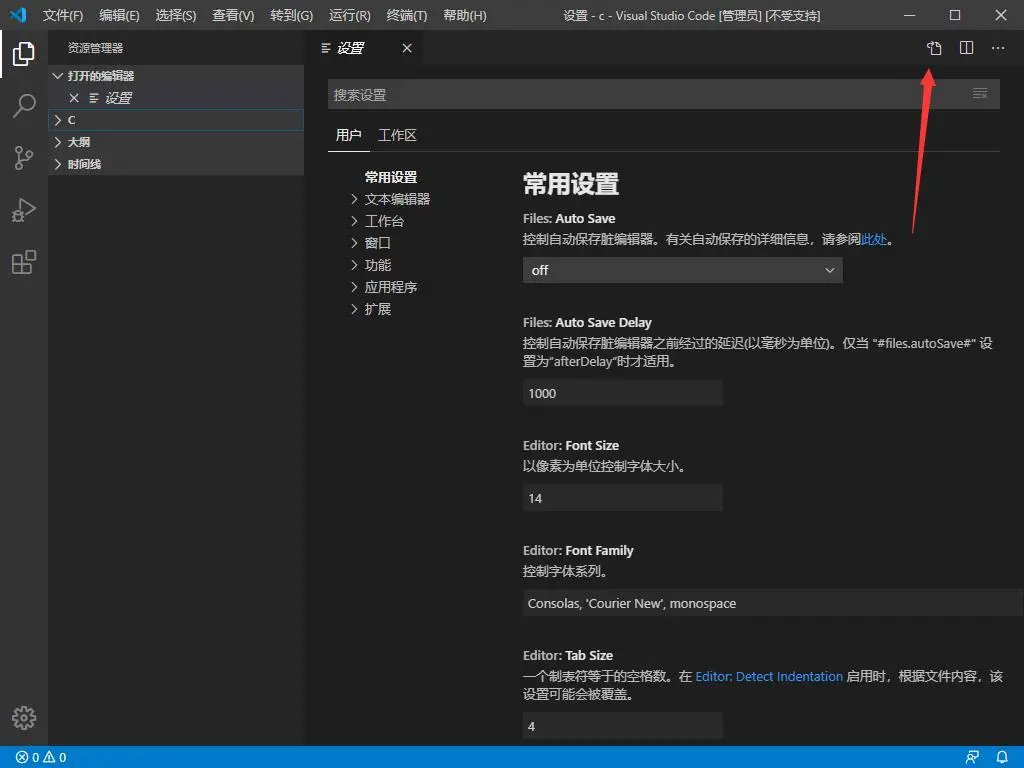 文件(F) 编辑(E) 选择(S) 查看(V) 转到(G) 运行(R) 终端(T) 帮助(H) 设置 - c - Visual Studio Code [管理员] [不受支持]
资源管理器
设置
打开的编辑器
设置
C
大纲
时间线
搜索设置
用户 工作区
常用设置
文本编辑器
工作台
窗口
功能
应用程序
扩展
常用设置
Files: Auto Save
控制自动保存脏编辑器。有关自动保存的详细信息，请参阅此处。
off
Files: Auto Save Delay
控制自动保存脏编辑器之前经过的延迟(以毫秒为单位)。仅当 "#files.autoSave#" 设
置为"afterDelay"时才适用。
1000
Editor: Font Size
以像素为单位控制字体大小。
14
Editor: Font Family
控制字体系列。
Consolas, 'Courier New', monospace
Editor: Tab Size
一个制表符等于的空格数。在 Editor: Detect Indentation 启用时，根据文件内容，该
设置可能会被覆盖。
4
0 0